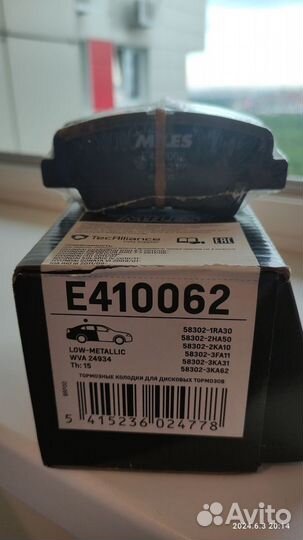 MILES
TecAlliance
EAC
E410062
58302-1RA30
58302-2HA50
58302-2KA10
58302-3FA11
58302-3KA31
58302-3KA62
LOW-METALLIC
WVA 24934
Th: 15
ТОРМОЗНЫЕ КОЛОДКИ ДЛЯ ДИСКОВЫХ ТОРМОЗОВ
5 415236 024778
Avito
2024.6.3 20:14